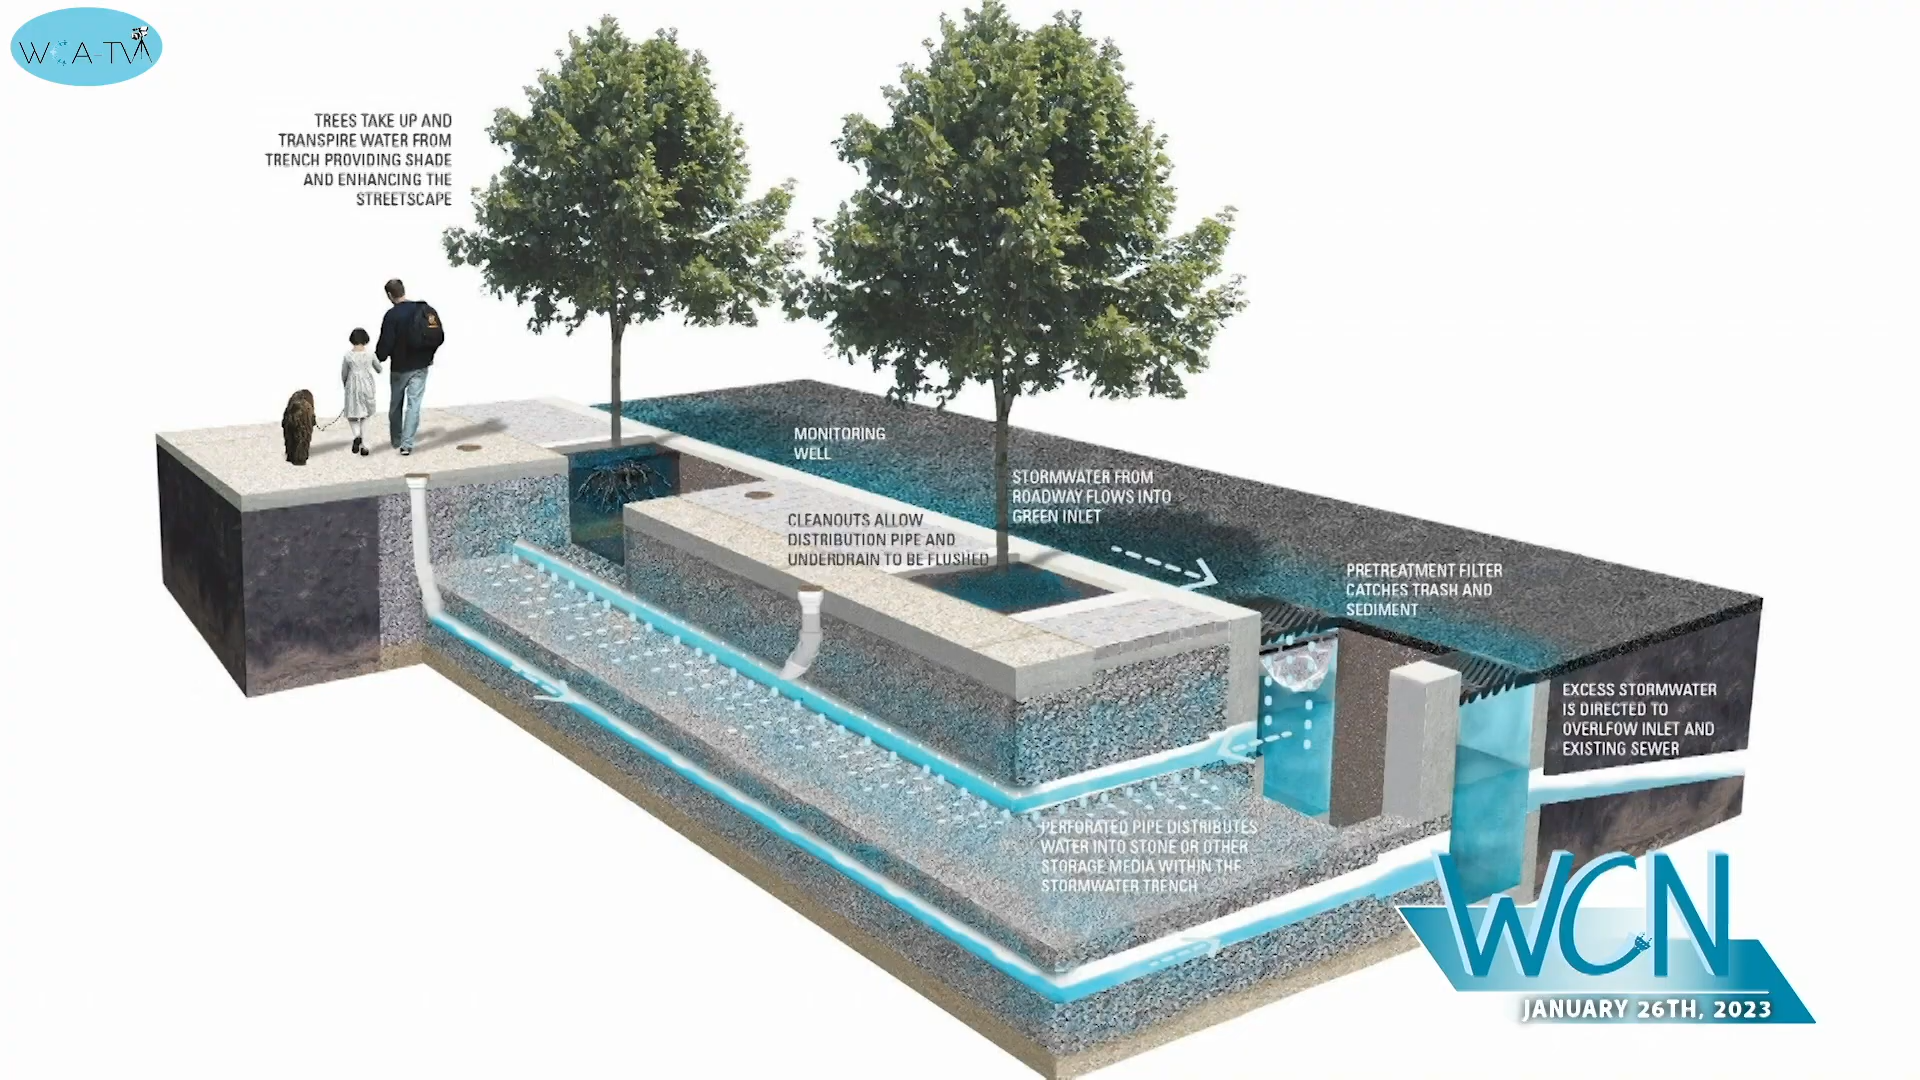 WCA-TV
TREES TAKE UP AND
TRANSPIRE WATER FROM
TRENCH PROVIDING SHADE
AND ENHANCING THE
STREETSCAPE
MONITORING
WELL
STORMWATER FROM
ROADWAY FLOWS INTO
GREEN INLET
CLEANOUTS ALLOW
DISTRIBUTION PIPE AND
UNDERDRAIN TO BE FLUSHED
PRETREATMENT FILTER
CATCHES TRASH AND
SEDIMENT
EXCESS STORMWATER
IS DIRECTED TO
OVERLFOW INLET AND
EXISTING SEWER
PERFORATED PIPE DISTRIBUTES
WATER INTO STONE OR OTHER
STORAGE MEDIA WITHIN THE
STORMWATER TRENCH
WCN
JANUARY 26TH, 2023